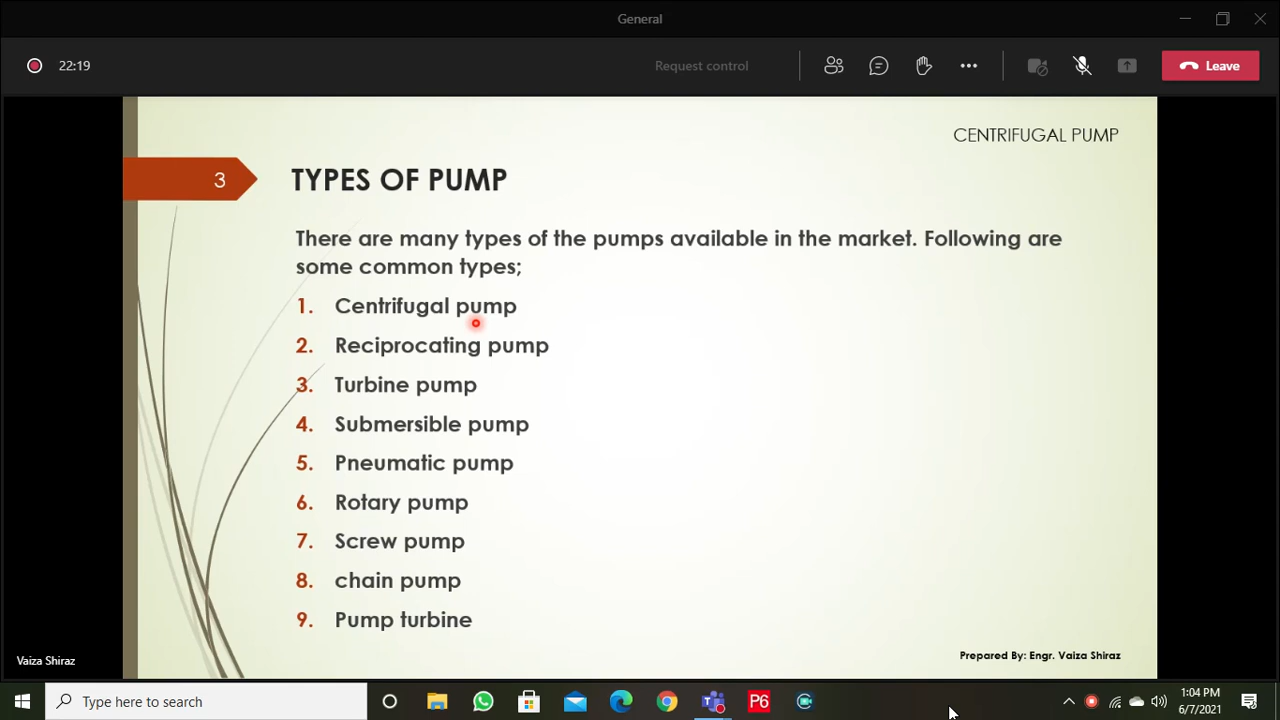 General
22:19
Request control
Leave
CENTRIFUGAL PUMP
3
TYPES OF PUMP
There are many types of the pumps available in the market. Following are
some common types;
1. Centrifugal pump
2. Reciprocating pump
3. Turbine pump
4. Submersible pump
5. Pneumatic pump
6. Rotary pump
7. Screw pump
8. chain pump
9. Pump turbine
Vaiza Shiraz
Prepared By: Engr. Vaiza Shiraz
Type here to search
P6
1:04 PM
6/7/2021